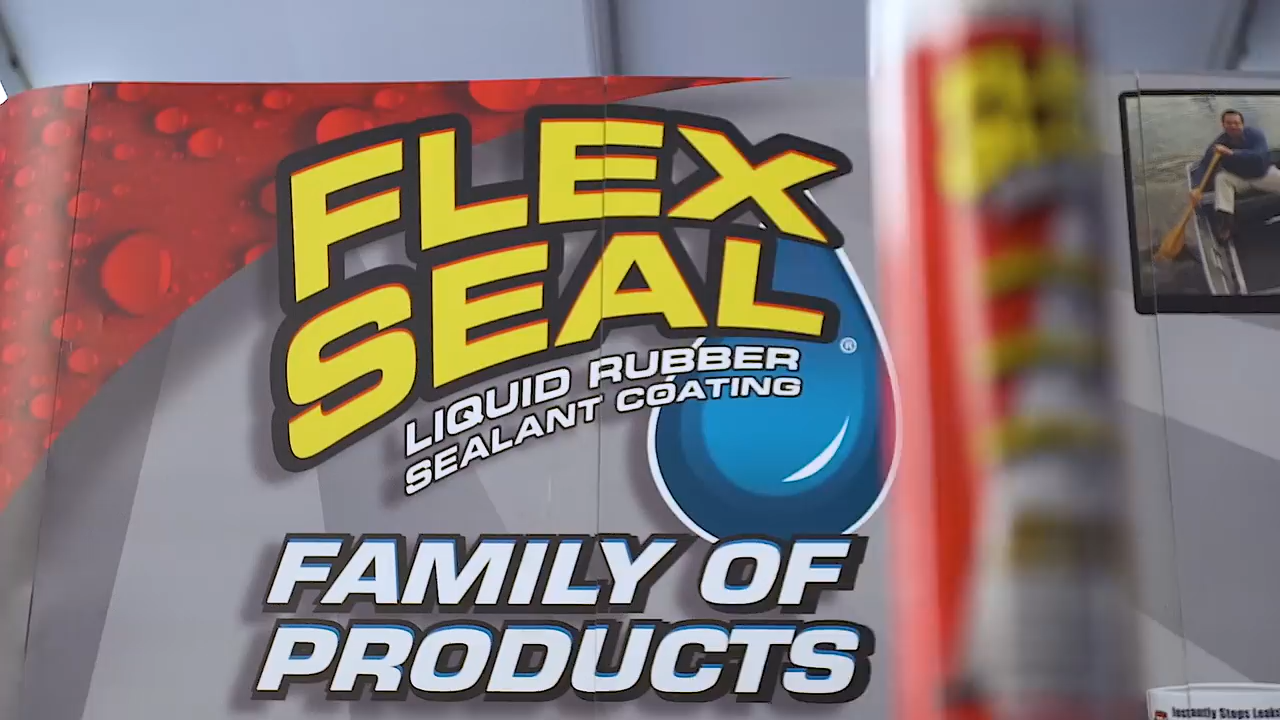 FLEX
SEAL
®
LIQUID RUBBER
SEALANT COATING
FAMILY OF
PRODUCTS
Instantly Stops Leaks